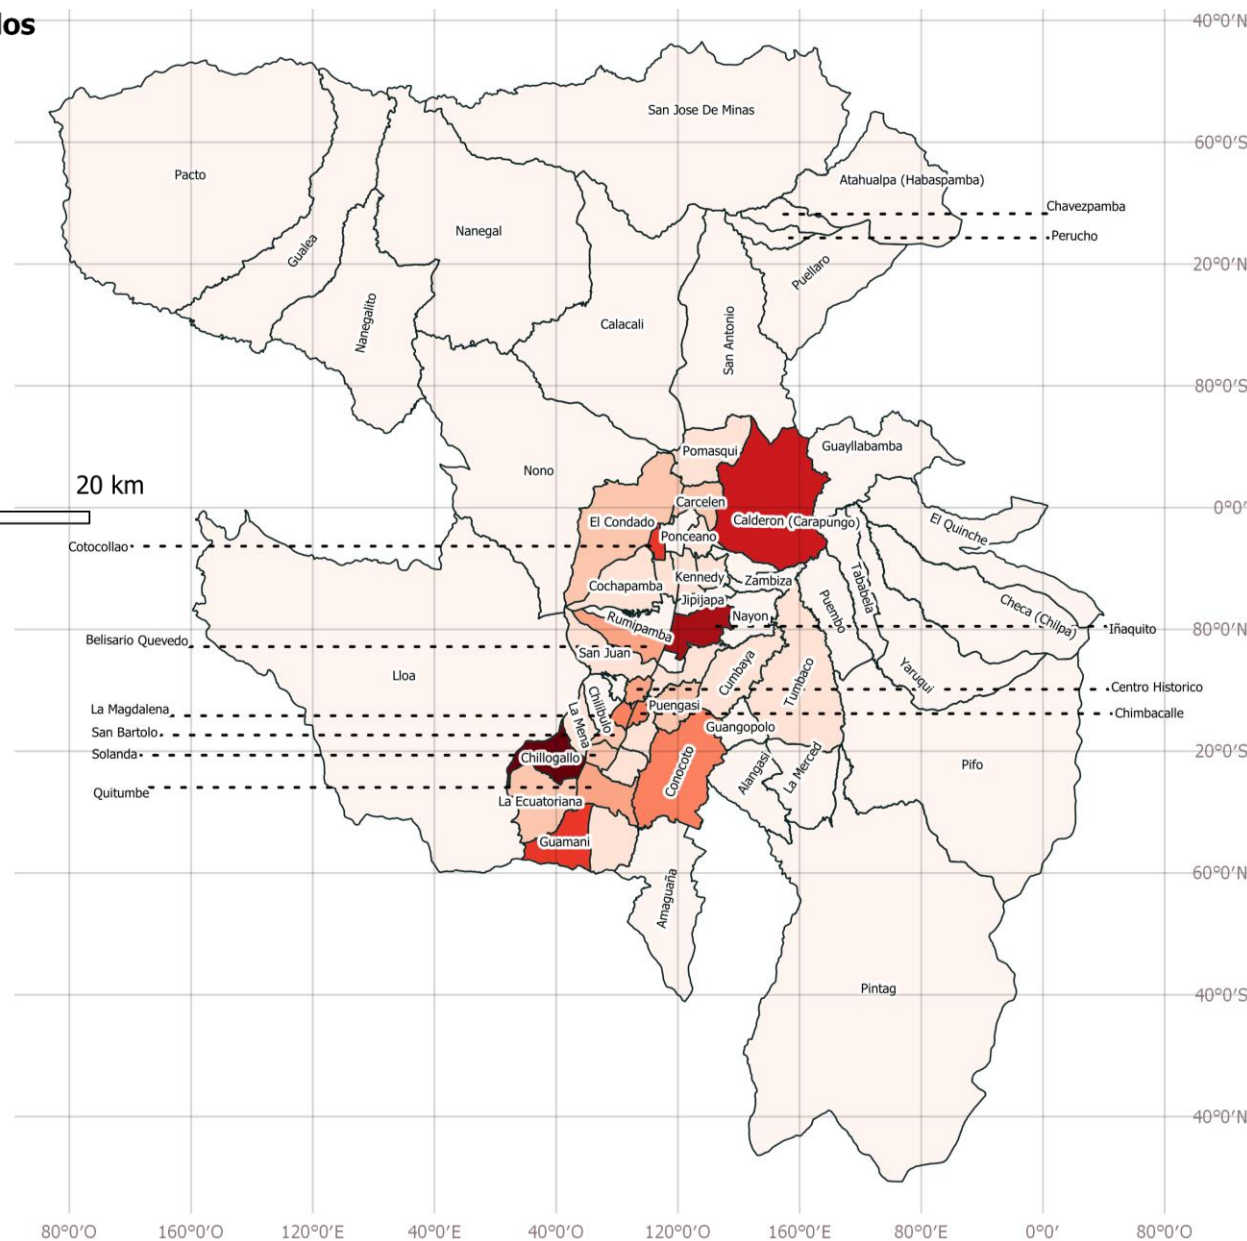 los
40°0'N
San Jose De Minas
60°0'S
Pacto
Atahualpa (Habaspamba)
Chavezpamba
Nanegal
Perucho
Gualea
20°0'N
Puellaro
Nanegalito
Calacali
San Antonio
80°0'S
Pomasqui
Guayllabamba
Nono
20 km
Carcelen
0°0'
El Condado
Calderon (Carapungo)
El Quinche
Ponceano
Cotocollao
Kennedy
Zambiza
Cochapamba
Tababela
Jipijapa
Puembo
Checa (Chilpa)
Nayon
Rumipamba
80°0'N
Iñaquito
Belisario Quevedo
San Juan
Lloa
Cumbaya
Tumbaco
Yaruqui
Centro Historico
La Magdalena
Chilibulo
Puengasi
Chimbacalle
La Mena
Guangopolo
San Bartolo
Solanda
Chillogallo
20°0'S
Conocoto
Alangasi
La Merced
Pifo
Quitumbe
La Ecuatoriana
Guamani
60°0'N
Amaguaña
Pintag
40°0'S
40°0'N
80°0'O
160°0'O
120°0'E
40°0'E
40°0'O
120°0'O
160°0'E
80°0'E
0°0'
80°0'O